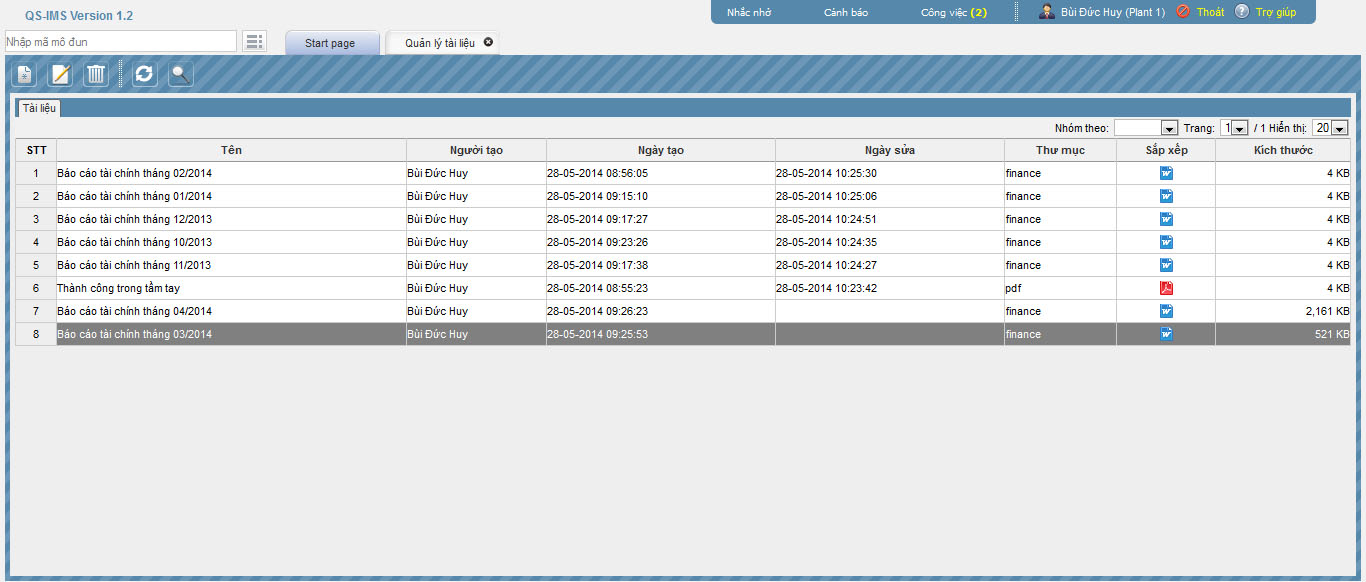 QS-IMS Version 1.2
Nhắc nhở Cảnh báo Công việc (2) Bùi Đức Huy (Plant 1) Thoát Trợ giúp
Nhập mã mô đun Start page Quản lý tài liệu
Tài liệu
Nhóm theo: Trang: 1 / 1 Hiển thị: 20
STT Tên Người tạo Ngày tạo Ngày sửa Thư mục Sắp xếp Kích thước
1 Báo cáo tài chính tháng 02/2014 Bùi Đức Huy 28-05-2014 08:56:05 28-05-2014 10:25:30 finance 4 KB
2 Báo cáo tài chính tháng 01/2014 Bùi Đức Huy 28-05-2014 09:15:10 28-05-2014 10:25:06 finance 4 KB
3 Báo cáo tài chính tháng 12/2013 Bùi Đức Huy 28-05-2014 09:17:27 28-05-2014 10:24:51 finance 4 KB
4 Báo cáo tài chính tháng 10/2013 Bùi Đức Huy 28-05-2014 09:23:26 28-05-2014 10:24:35 finance 4 KB
5 Báo cáo tài chính tháng 11/2013 Bùi Đức Huy 28-05-2014 09:17:38 28-05-2014 10:24:27 finance 4 KB
6 Thành công trong tầm tay Bùi Đức Huy 28-05-2014 08:55:23 28-05-2014 10:23:42 pdf 4 KB
7 Báo cáo tài chính tháng 04/2014 Bùi Đức Huy 28-05-2014 09:26:23 finance 2,161 KB
8 Báo cáo tài chính tháng 03/2014 Bùi Đức Huy 28-05-2014 09:25:53 finance 521 KB